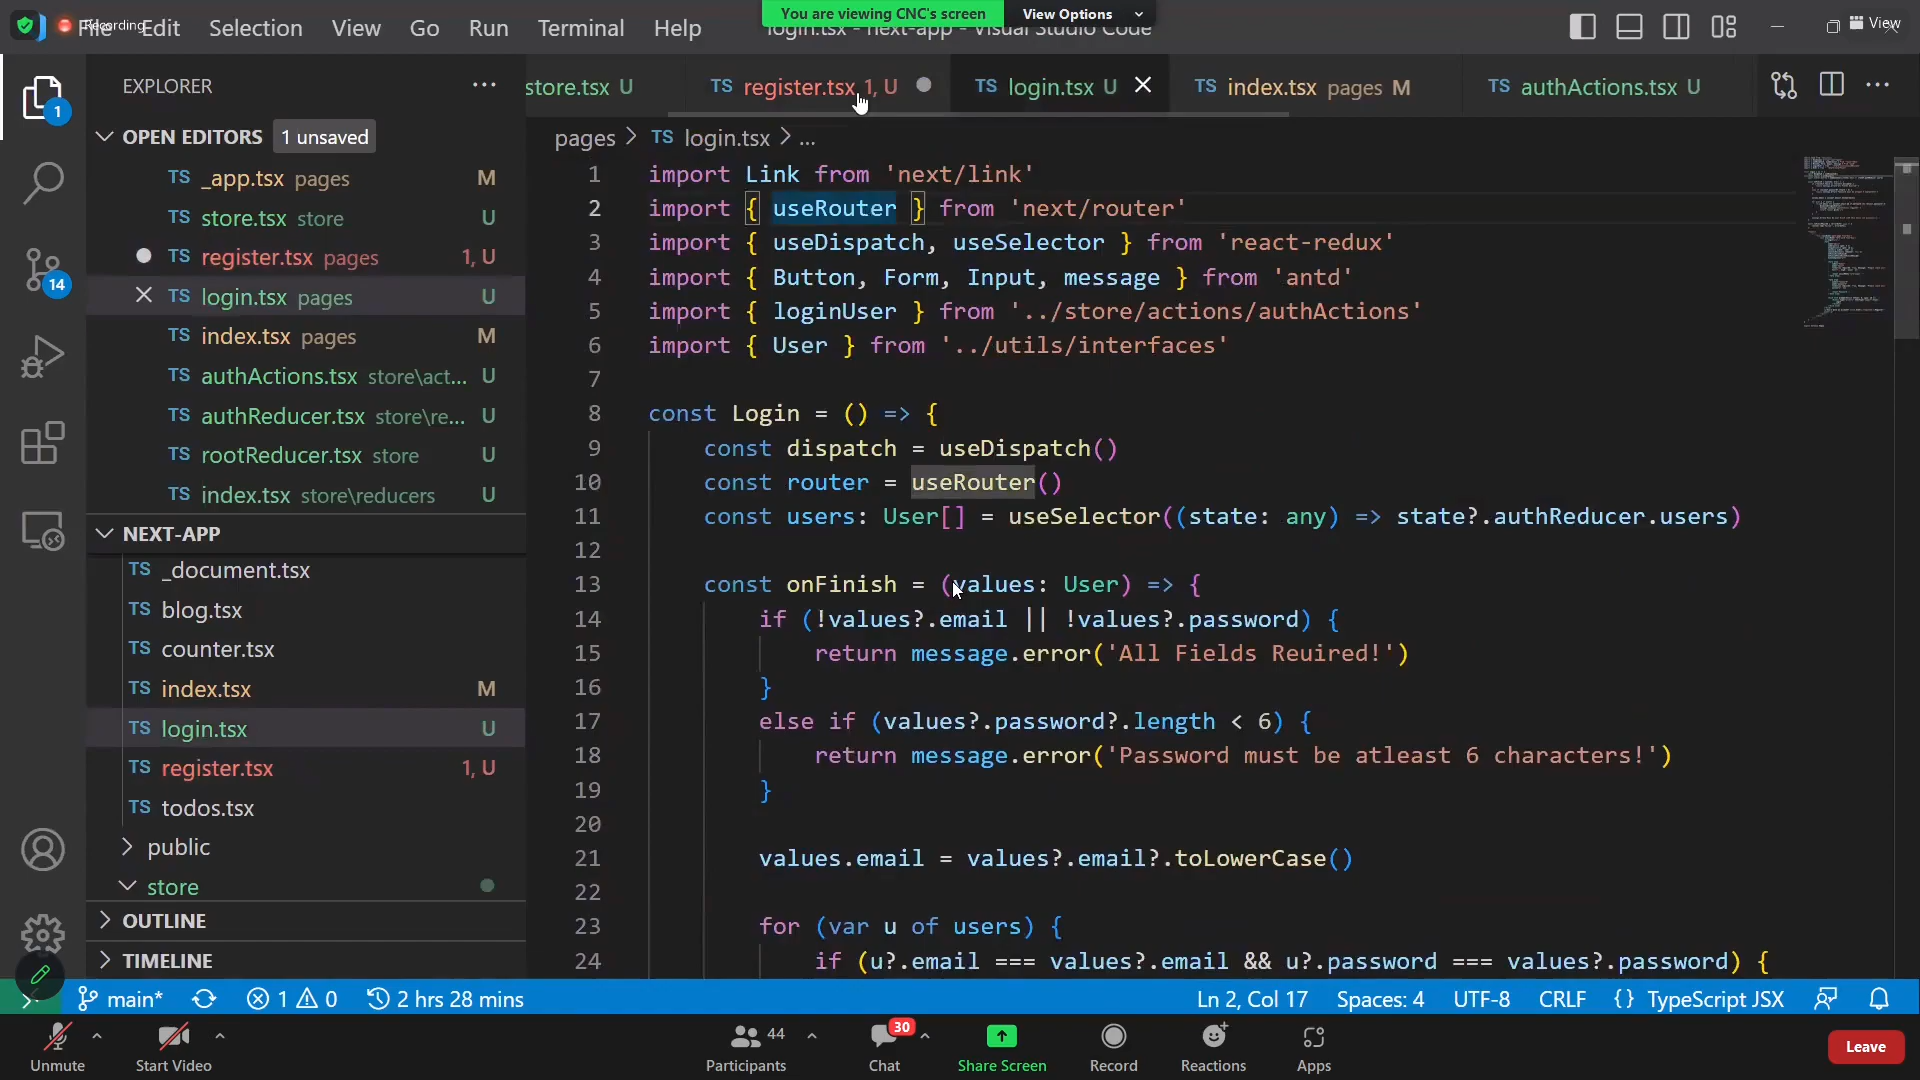 Recording
File Edit Selection View Go Run Terminal Help
You are viewing CNC's screen
View Options
login.tsx - next-app - Visual Studio Code
View
EXPLORER
store.tsx U
TS register.tsx 1, U
TS login.tsx U
TS index.tsx pages M
TS authActions.tsx U
1
OPEN EDITORS 1 unsaved
TS _app.tsx pages M
TS store.tsx store U
TS register.tsx pages 1, U
TS login.tsx pages U
TS index.tsx pages M
TS authActions.tsx store\act... U
TS authReducer.tsx store\re... U
TS rootReducer.tsx store U
TS index.tsx store\reducers U
14
NEXT-APP
TS _document.tsx
TS blog.tsx
TS counter.tsx
TS index.tsx M
TS login.tsx U
TS register.tsx 1, U
TS todos.tsx
public
store
OUTLINE
TIMELINE
pages > TS login.tsx > ...
1 import Link from 'next/link'
2 import { useRouter } from 'next/router'
3 import { useDispatch, useSelector } from 'react-redux'
4 import { Button, Form, Input, message } from 'antd'
5 import { loginUser } from '../store/actions/authActions'
6 import { User } from '../utils/interfaces'
7
8 const Login = () => {
9 const dispatch = useDispatch()
10 const router = useRouter()
11 const users: User[] = useSelector((state: any) => state?.authReducer.users)
12
13 const onFinish = (values: User) => {
14 if (!values?.email || !values?.password) {
15 return message.error('All Fields Reuired!')
16 }
17 else if (values?.password?.length < 6) {
18 return message.error('Password must be atleast 6 characters!')
19 }
20
21 values.email = values?.email?.toLowerCase()
22
23 for (var u of users) {
24 if (u?.email === values?.email && u?.password === values?.password) {
main* 1 0 2 hrs 28 mins
Ln 2, Col 17 Spaces: 4 UTF-8 CRLF {} TypeScript JSX
Unmute
Start Video
44
Participants
30
Chat
Share Screen
Record
Reactions
Apps
Leave